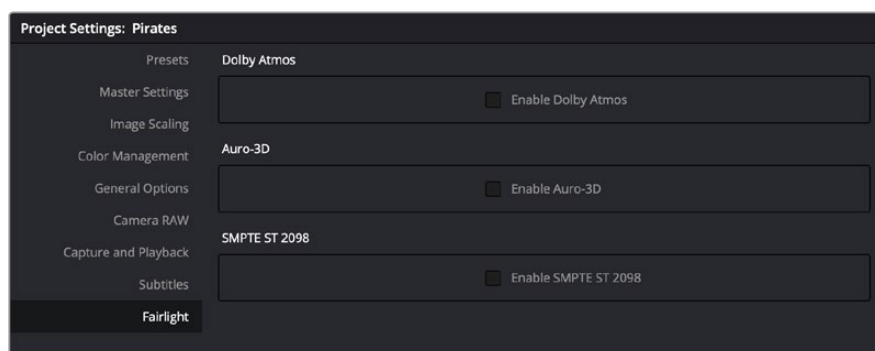 Project Settings: Pirates
Presets
Master Settings
Image Scaling
Color Management
General Options
Camera RAW
Capture and Playback
Subtitles
Fairlight
Dolby Atmos
Enable Dolby Atmos
Auro-3D
Enable Auro-3D
SMPTE ST 2098
Enable SMPTE ST 2098